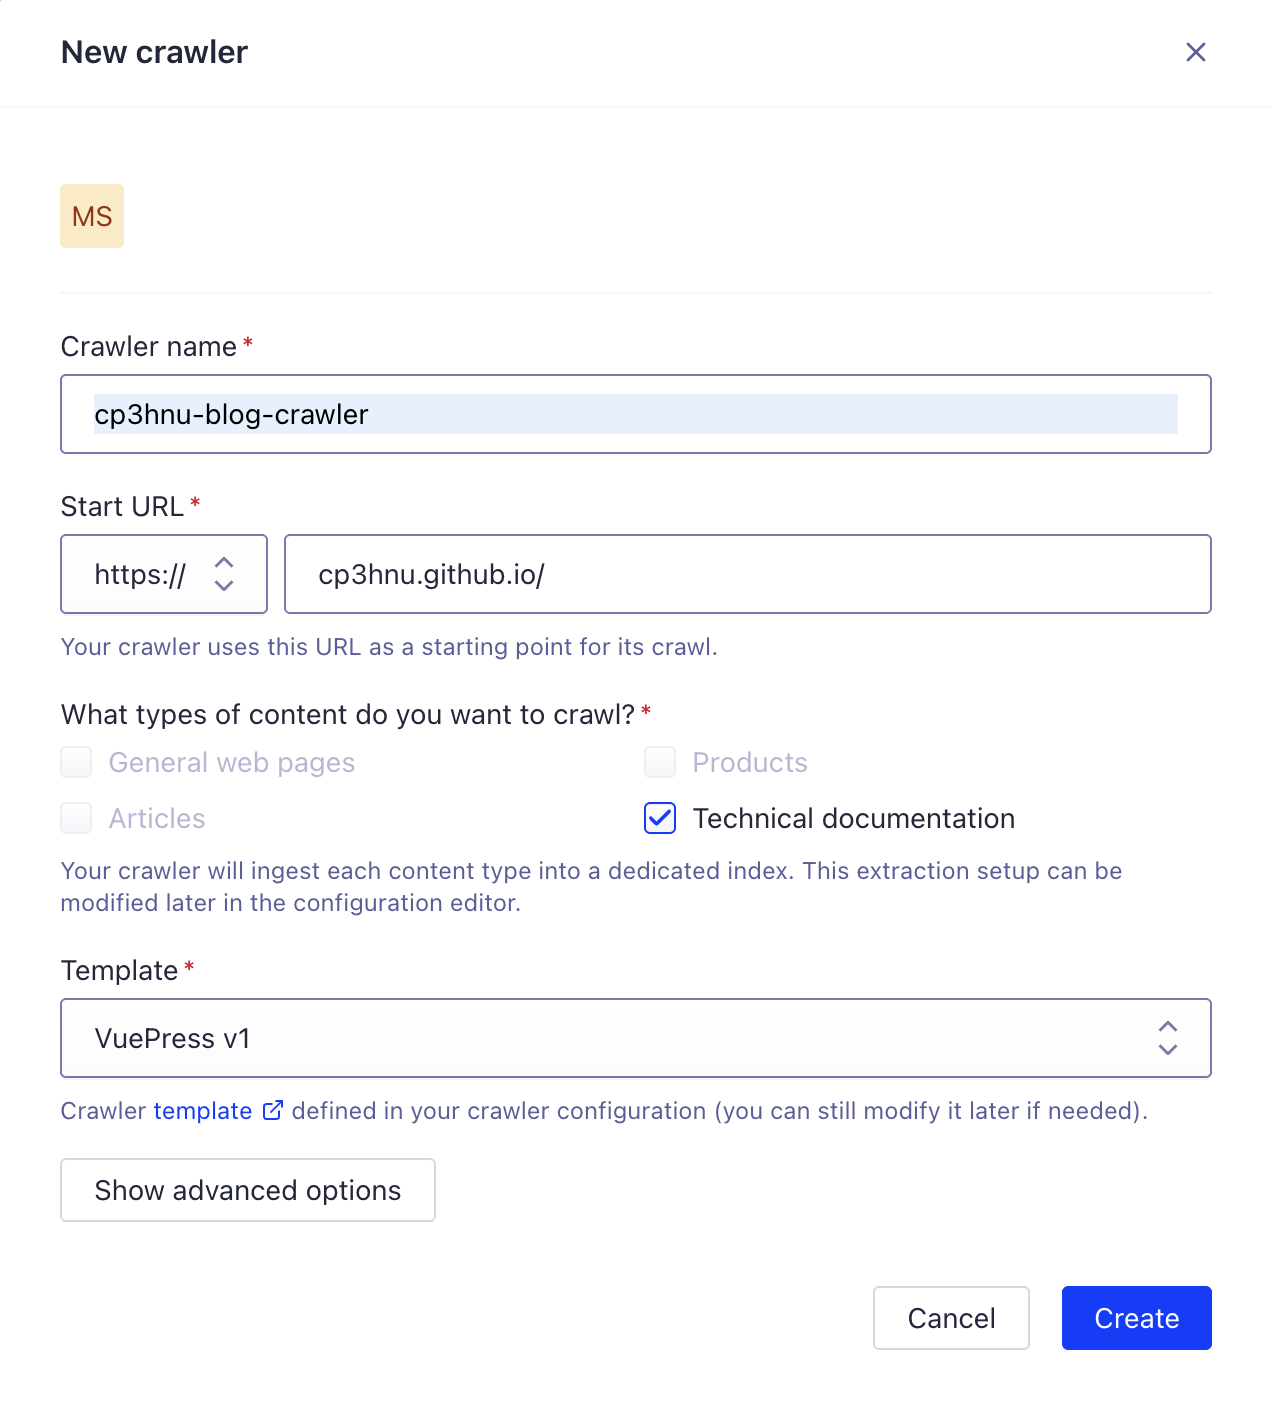 New crawler
MS
Crawler name *
cp3hnu-blog-crawler
Start URL *
https:// cp3hnu.github.io/
Your crawler uses this URL as a starting point for its crawl.
What types of content do you want to crawl? *
General web pages Products
Articles Technical documentation
Your crawler will ingest each content type into a dedicated index. This extraction setup can be
modified later in the configuration editor.
Template *
VuePress v1
Crawler template defined in your crawler configuration (you can still modify it later if needed).
Show advanced options
Cancel Create